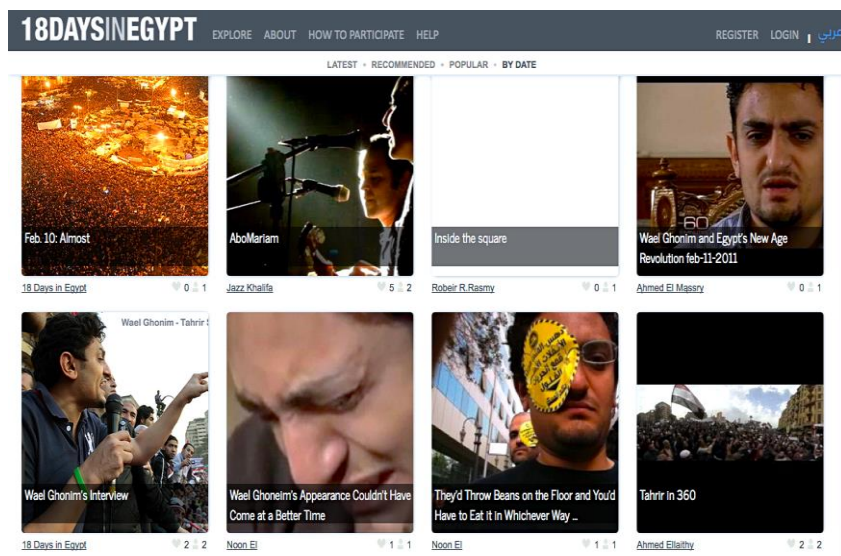 18DAYSINEGYPT EXPLORE ABOUT HOW TO PARTICIPATE HELP REGISTER LOGIN عربي
LATEST • RECOMMENDED • POPULAR • BY DATE
Feb. 10: Almost
AboMariam
Inside the square
60
Wael Ghonim and Egypt's New Age
Revolution feb-11-2011
18 Days in Egypt 0 1
Jazz Khalifa 5 2
Robeir R.Rasmy 0 1
Ahmed El Massry 0 1
Wael Ghonim - Tahrir
Wael Ghonim's Interview
Wael Ghoneim's Appearance Couldn't Have
Come at a Better Time
They'd Throw Beans on the Floor and You'd
Have to Eat it in Whichever Way ...
Tahrir in 360
18 Days in Egypt 2 2
Noon El 1 1
Noon El 1 1
Ahmed Ellaithy 2 2